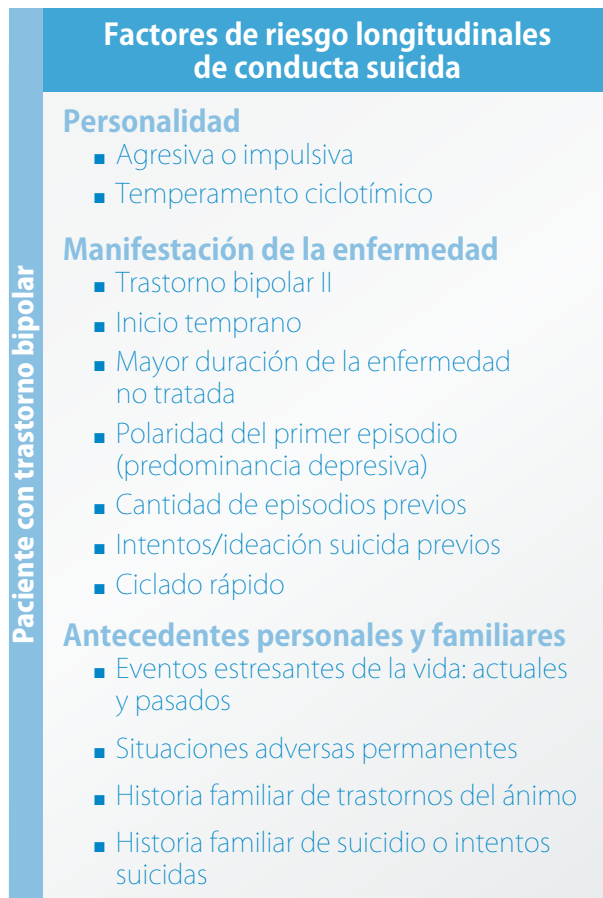 Paciente con trastorno bipolar
Factores de riesgo longitudinales
de conducta suicida
Personalidad
■ Agresiva o impulsiva
■ Temperamento ciclotímico
Manifestación de la enfermedad
■ Trastorno bipolar II
■ Inicio temprano
■ Mayor duración de la enfermedad
no tratada
■ Polaridad del primer episodio
(predominancia depresiva)
■ Cantidad de episodios previos
■ Intentos/ideación suicida previos
■ Ciclado rápido
Antecedentes personales y familiares
■ Eventos estresantes de la vida: actuales
y pasados
■ Situaciones adversas permanentes
■ Historia familiar de trastornos del ánimo
■ Historia familiar de suicidio o intentos
suicidas